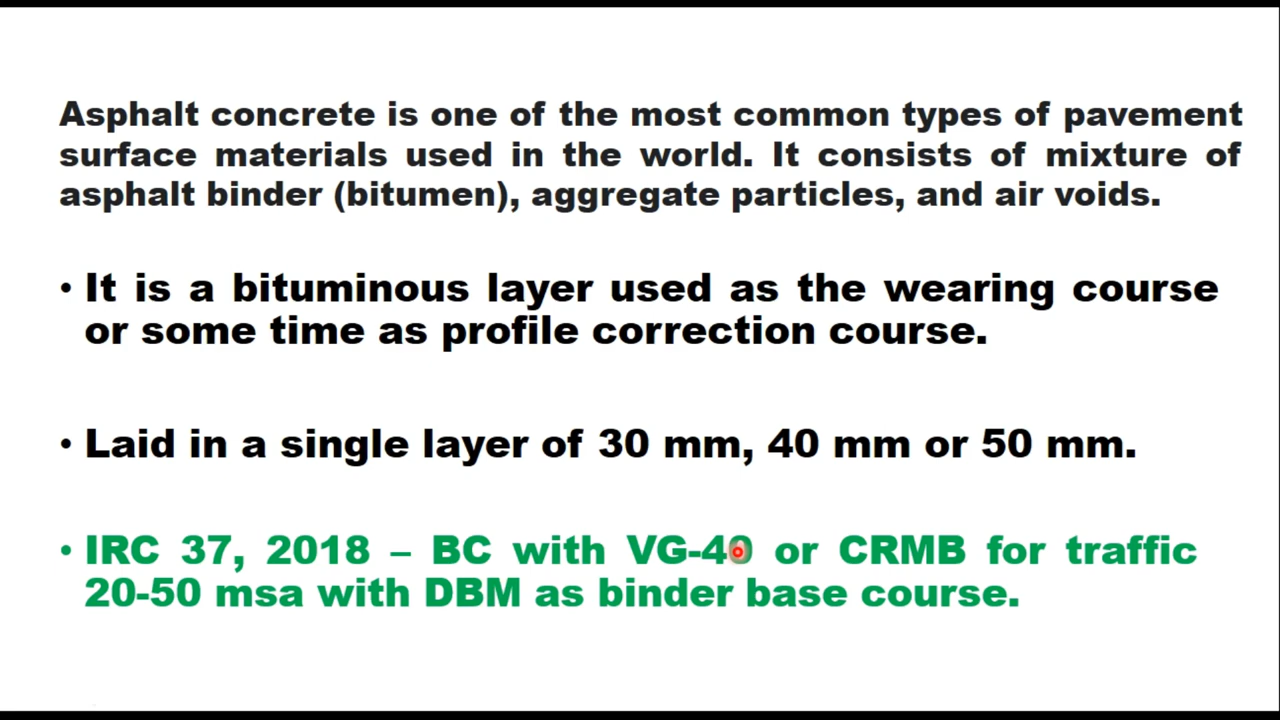 Asphalt concrete is one of the most common types of pavement
surface materials used in the world. It consists of mixture of
asphalt binder (bitumen), aggregate particles, and air voids.
• It is a bituminous layer used as the wearing course
or some time as profile correction course.
• Laid in a single layer of 30 mm, 40 mm or 50 mm.
• IRC 37, 2018 – BC with VG-40 or CRMB for traffic
20-50 msa with DBM as binder base course.